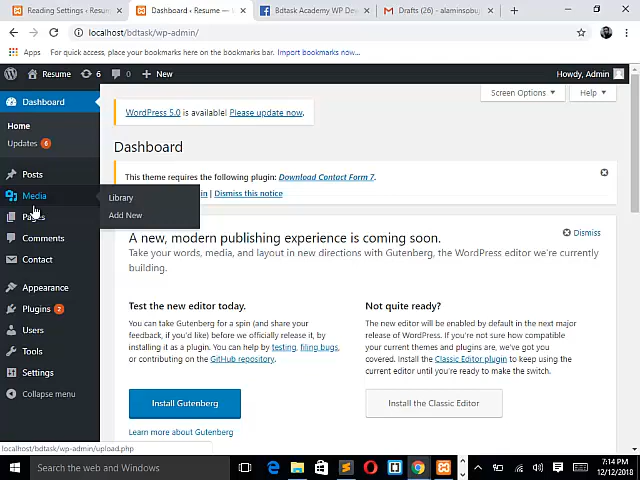 Reading Settings ‹ Resum
Dashboard ‹ Resume —
Bdtask Academy WP De
Drafts (26) - alaminsobuj
localhost/bdtask/wp-admin/
Apps
For quick access, place your bookmarks here on the bookmarks bar.
Import bookmarks now...
Resume
6
0
New
Howdy, Admin
Dashboard
Home
Updates 6
Posts
Media
Pages
Comments
Contact
Appearance
Plugins 2
Users
Tools
Settings
Collapse menu
Library
Add New
Screen Options
Help
WordPress 5.0 is available! Please update now.
Dashboard
This theme requires the following plugin: Download Contact Form 7.
in | Dismiss this notice
A new, modern publishing experience is coming soon.
Dismiss
Take your words, media, and layout in new directions with Gutenberg, the WordPress editor we're currently
building.
Test the new editor today.
You can take Gutenberg for a spin (and share your
feedback, if you'd like) before we officially release it, by
installing it as a plugin. You can help by testing, filing bugs,
or contributing on the GitHub repository.
Install Gutenberg
Learn more about Gutenberg
Not quite ready?
The new editor will be enabled by default in the next major
release of WordPress. If you're not sure how compatible
your current themes and plugins are, we've got you
covered. Install the Classic Editor plugin to keep using the
current editor until you're ready to make the switch.
Install the Classic Editor
localhost/bdtask/wp-admin/upload.php
Search the web and Windows
7:14 PM
12/12/2018